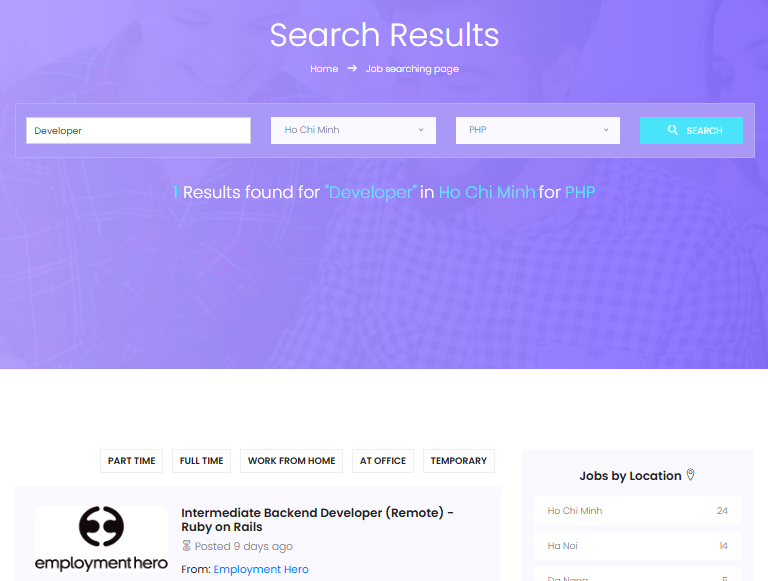 Search Results
Home → Job searching page
Developer
Ho Chi Minh
PHP
SEARCH
1 Results found for "Developer" in Ho Chi Minh for PHP
PART TIME
FULL TIME
WORK FROM HOME
AT OFFICE
TEMPORARY
employmenthero
Intermediate Backend Developer (Remote) -
Ruby on Rails
Posted 9 days ago
From: Employment Hero
Jobs by Location
Ho Chi Minh 24
Ha Noi 14
Da Nang 5